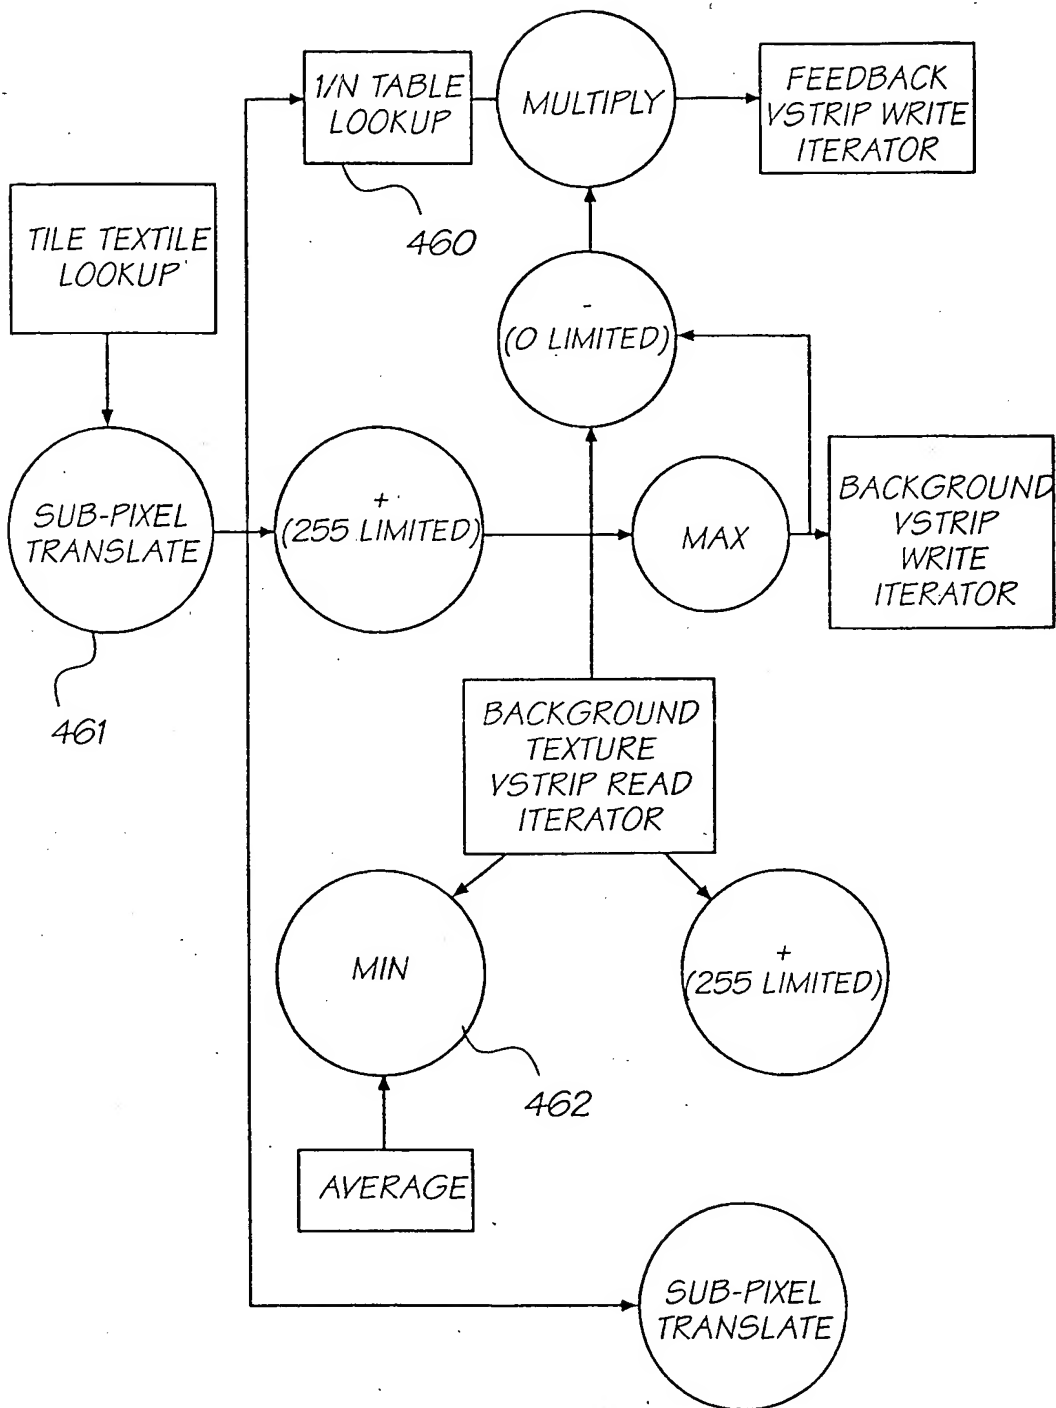 1/N TABLE
LOOKUP
MULTIPLY
FEEDBACK
VSTRIP WRITE
ITERATOR
460
TILE TEXTILE
LOOKUP
-
(0 LIMITED)
SUB-PIXEL
TRANSLATE
461
+
(255 LIMITED)
MAX
BACKGROUND
VSTRIP
WRITE
ITERATOR
BACKGROUND
TEXTURE
VSTRIP READ
ITERATOR
MIN
462
+
(255 LIMITED)
AVERAGE
SUB-PIXEL
TRANSLATE